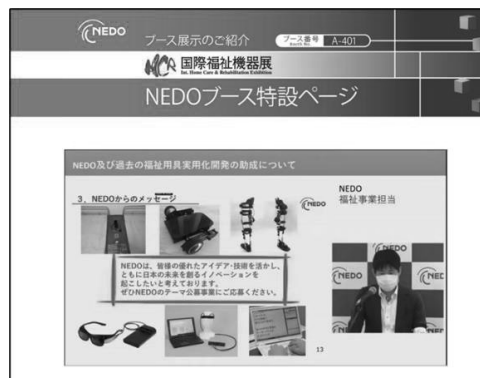 NEDO
ブース展示のご紹介
ブース番号 A-401
HCR 国際福祉機器展
Int. Home Care & Rehabilitation Exhibition
NEDOブース特設ページ
NEDO及び過去の福祉用具実用化開発の助成について
3．NEDOからのメッセージ
NEDO
NEDO
福祉事業担当
NEDOは、皆様の優れたアイデア・技術を活かし、
ともに日本の未来を創るイノベーションを
起こしたいと考えております。
ぜひNEDOのテーマ公募事業にご応募ください。
13